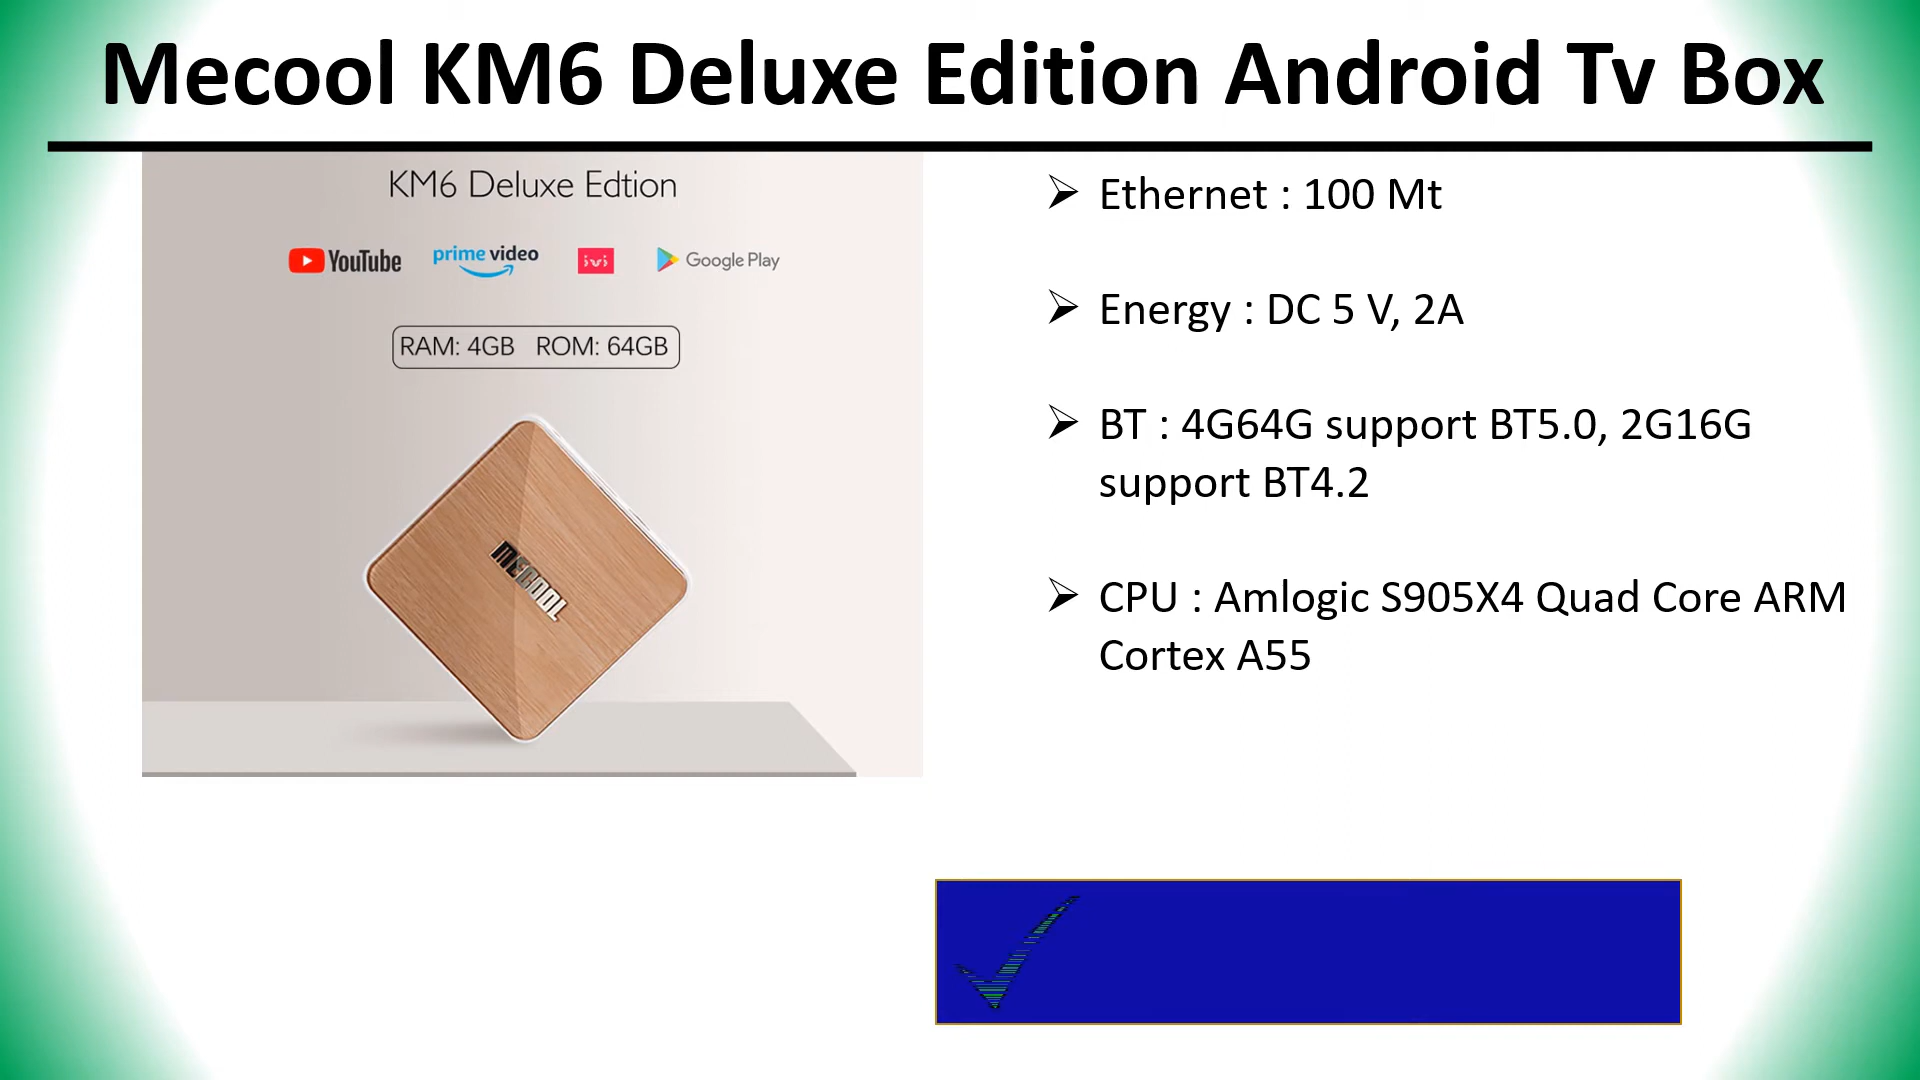 Mecool KM6 Deluxe Edition Android Tv Box
KM6 Deluxe Edtion
YouTube prime video ivi Google Play
RAM: 4GB ROM: 64GB
MECOOL
➢ Ethernet : 100 Mt
➢ Energy : DC 5 V, 2A
➢ BT : 4G64G support BT5.0, 2G16G
support BT4.2
➢ CPU : Amlogic S905X4 Quad Core ARM
Cortex A55